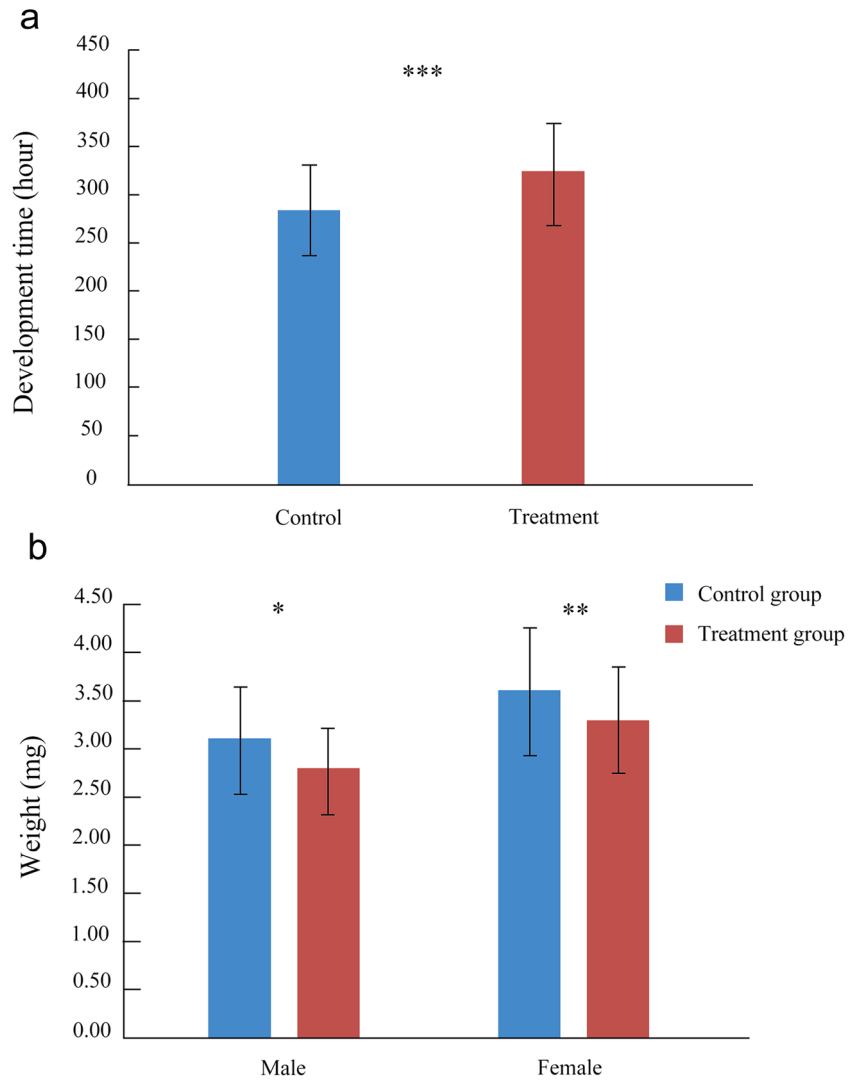 a
450
400
350
300
250
200
150
100
50
0
Development time (hour)
***
Control
Treatment
b
4.50
4.00
3.50
3.00
2.50
2.00
1.50
1.00
0.50
0.00
Weight (mg)
*
**
Control group
Treatment group
Male
Female